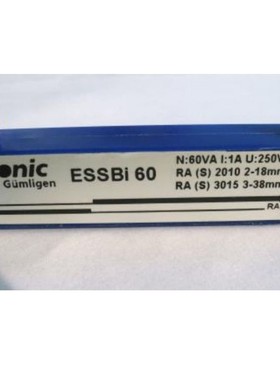 onic
Gümligen
ESSBi 60
N:60VA I:1A U:250V
RA (S) 2010 2-18mm
RA (S) 3015 3-38mm
RA